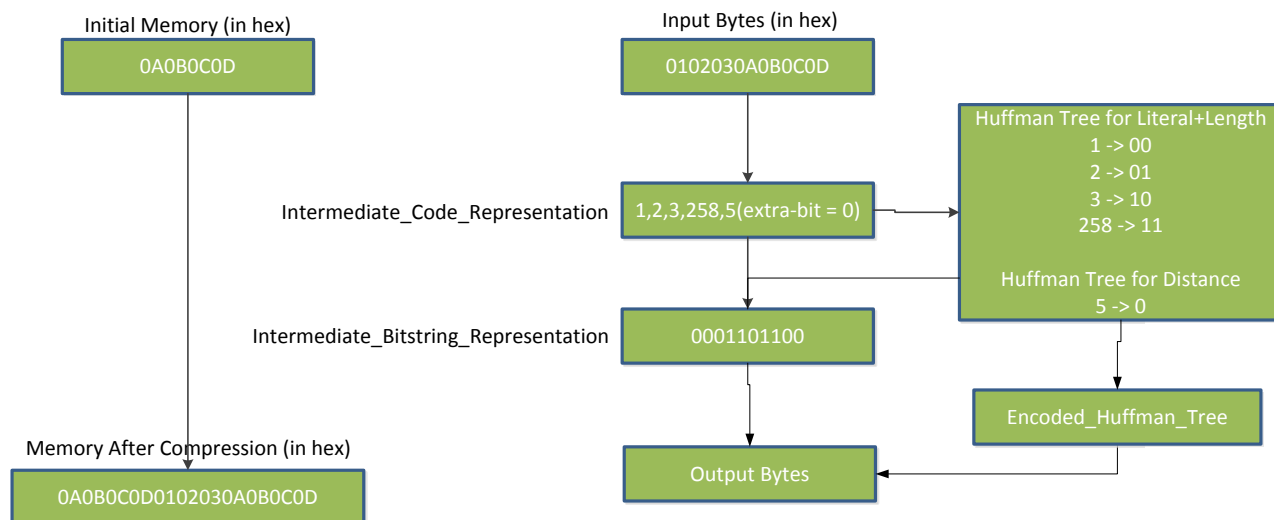 Initial Memory (in hex)
0A0B0C0D
Memory After Compression (in hex)
0A0B0C0D0102030A0B0C0D
Input Bytes (in hex)
0102030A0B0C0D
Intermediate_Code_Representation
1,2,3,258,5(extra-bit = 0)
Huffman Tree for Literal+Length
1 -> 00
2 -> 01
3 -> 10
258 -> 11
Huffman Tree for Distance
5 -> 0
Intermediate_Bitstring_Representation
0001101100
Encoded_Huffman_Tree
Output Bytes